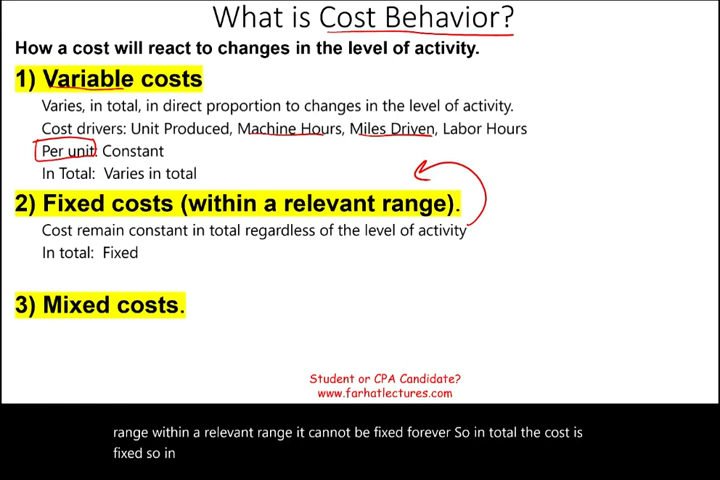 What is Cost Behavior?
How a cost will react to changes in the level of activity.
1) Variable costs
Varies, in total, in direct proportion to changes in the level of activity.
Cost drivers: Unit Produced, Machine Hours, Miles Driven, Labor Hours
Per unit: Constant
In Total: Varies in total
2) Fixed costs (within a relevant range).
Cost remain constant in total regardless of the level of activity
In total: Fixed
3) Mixed costs.
Student or CPA Candidate?
www.farhatlectures.com
range within a relevant range it cannot be fixed forever So in total the cost is
fixed so in